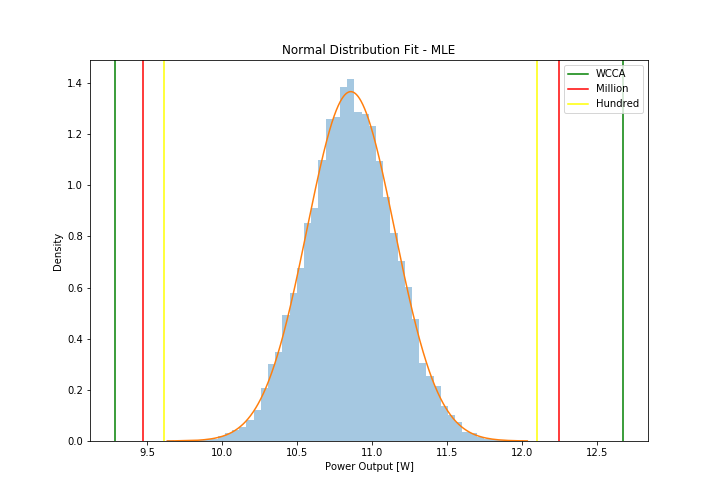 Normal Distribution Fit - MLE
WCCA
Million
Hundred
1.4
1.2
1.0
0.8
0.6
0.4
0.2
0.0
Density
9.5
10.0
10.5
11.0
11.5
12.0
12.5
Power Output [W]